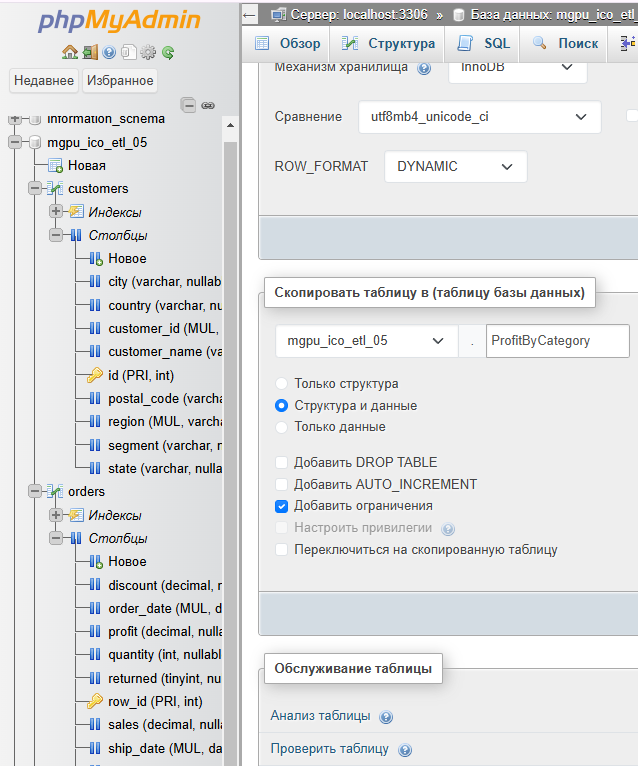 phpMyAdmin
Недавнее Избранное
information_schema
mgpu_ico_etl_05
Новая
customers
Индексы
Столбцы
Новое
city (varchar, nullab
country (varchar, nu
customer_id (MUL,
customer_name (va
id (PRI, int)
postal_code (varcha
region (MUL, varcha
segment (varchar, n
state (varchar, nulla
orders
Индексы
Столбцы
Новое
discount (decimal, n
order_date (MUL, d
profit (decimal, nulla
quantity (int, nullabl
returned (tinyint, nul
row_id (PRI, int)
sales (decimal, nulla
ship_date (MUL, da
Сервер: localhost:3306 » База данных: mgpu_ico_etl_
Обзор Структура SQL Поиск
Механизм хранилища InnoDB
Сравнение utf8mb4_unicode_ci
ROW_FORMAT DYNAMIC
Скопировать таблицу в (таблицу базы данных)
mgpu_ico_etl_05 . ProfitByCategory
Только структура
Структура и данные
Только данные
Добавить DROP TABLE
Добавить AUTO_INCREMENT
Добавить ограничения
Настроить привилегии
Переключиться на скопированную таблицу
Обслуживание таблицы
Анализ таблицы
Проверить таблицу